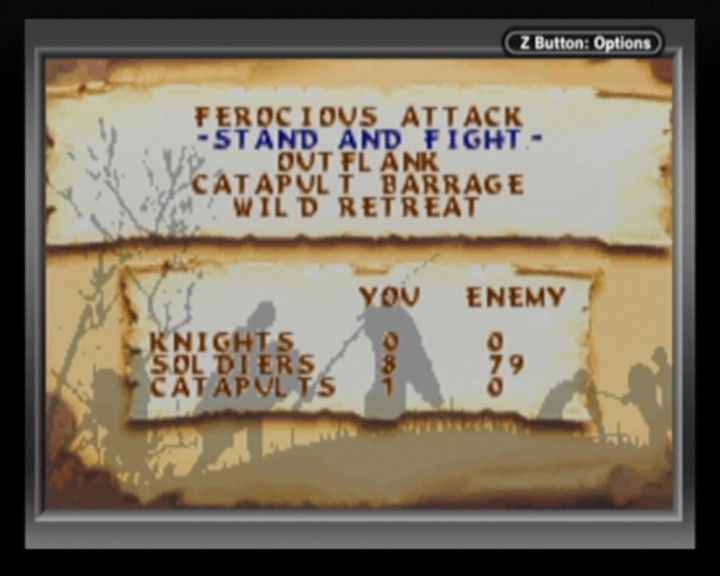 Z Button: Options
FEROCIOUS ATTACK
-STAND AND FIGHT-
OUTFLANK
CATAPULT BARRAGE
WILD RETREAT
YOU ENEMY
KNIGHTS 0 0
SOLDIERS 8 79
CATAPULTS 1 0